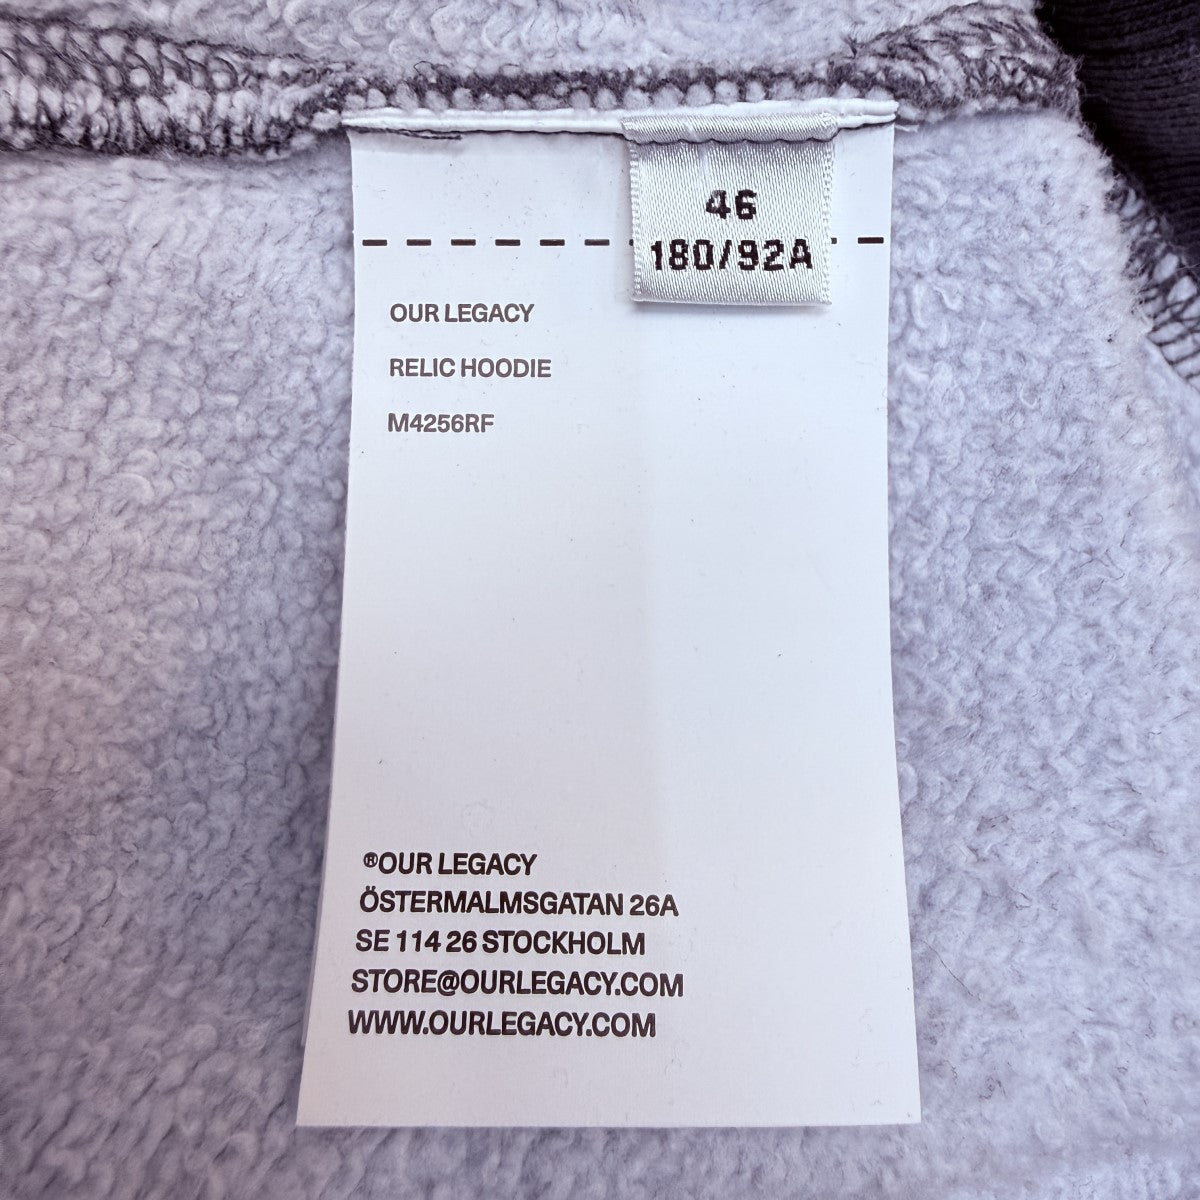 46
180/92A
OUR LEGACY
RELIC HOODIE
M4256RF
®OUR LEGACY
ÖSTERMALMSGATAN 26A
SE 114 26 STOCKHOLM
STORE@OURLEGACY.COM
WWW.OURLEGACY.COM